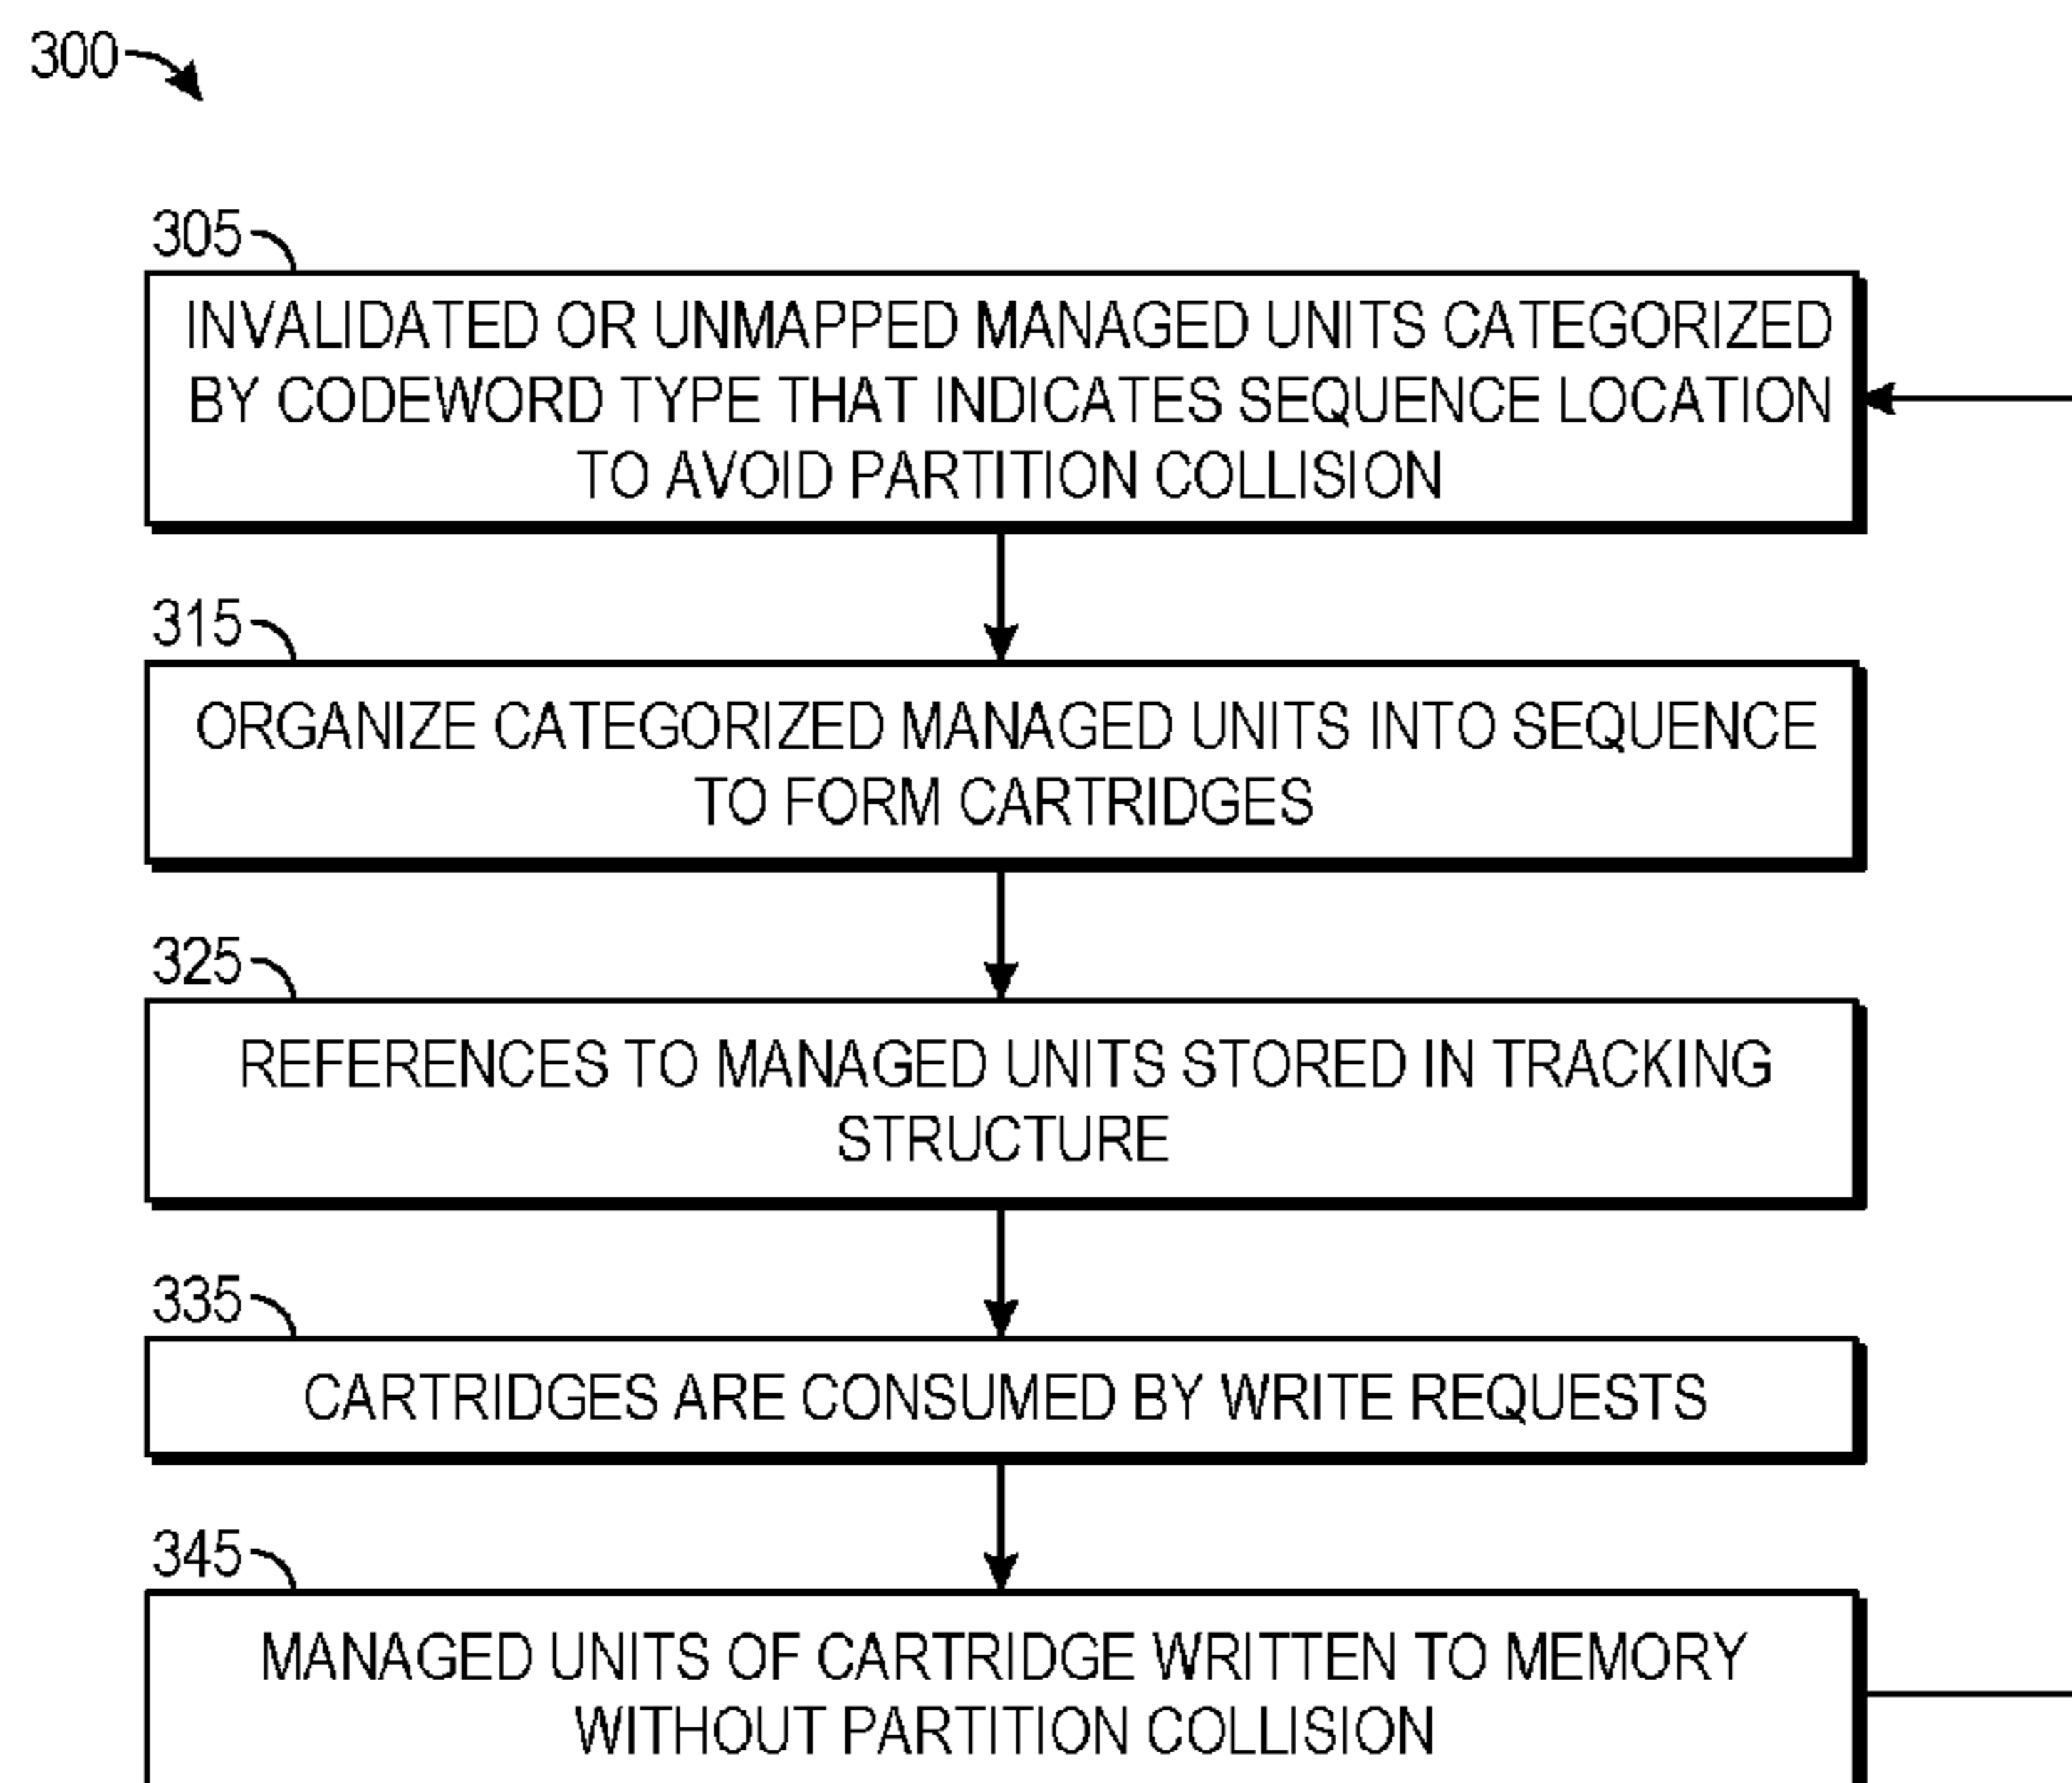 300
305
INVALIDATED OR UNMAPPED MANAGED UNITS CATEGORIZED
BY CODEWORD TYPE THAT INDICATES SEQUENCE LOCATION
TO AVOID PARTITION COLLISION
315
ORGANIZE CATEGORIZED MANAGED UNITS INTO SEQUENCE
TO FORM CARTRIDGES
325
REFERENCES TO MANAGED UNITS STORED IN TRACKING
STRUCTURE
335
CARTRIDGES ARE CONSUMED BY WRITE REQUESTS
345
MANAGED UNITS OF CARTRIDGE WRITTEN TO MEMORY
WITHOUT PARTITION COLLISION